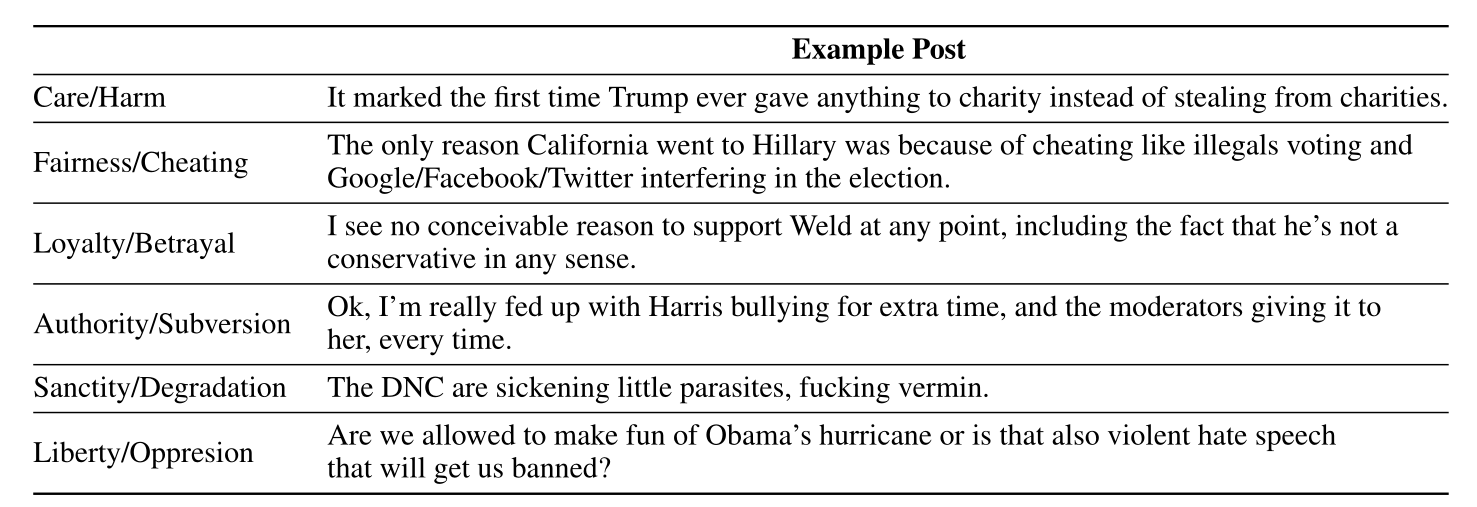 Example Post
Care/Harm
It marked the first time Trump ever gave anything to charity instead of stealing from charities.
Fairness/Cheating
The only reason California went to Hillary was because of cheating like illegals voting and
Google/Facebook/Twitter interfering in the election.
Loyalty/Betrayal
I see no conceivable reason to support Weld at any point, including the fact that he's not a
conservative in any sense.
Authority/Subversion
Ok, I'm really fed up with Harris bullying for extra time, and the moderators giving it to
her, every time.
Sanctity/Degradation
The DNC are sickening little parasites, fucking vermin.
Liberty/Oppresion
Are we allowed to make fun of Obama's hurricane or is that also violent hate speech
that will get us banned?